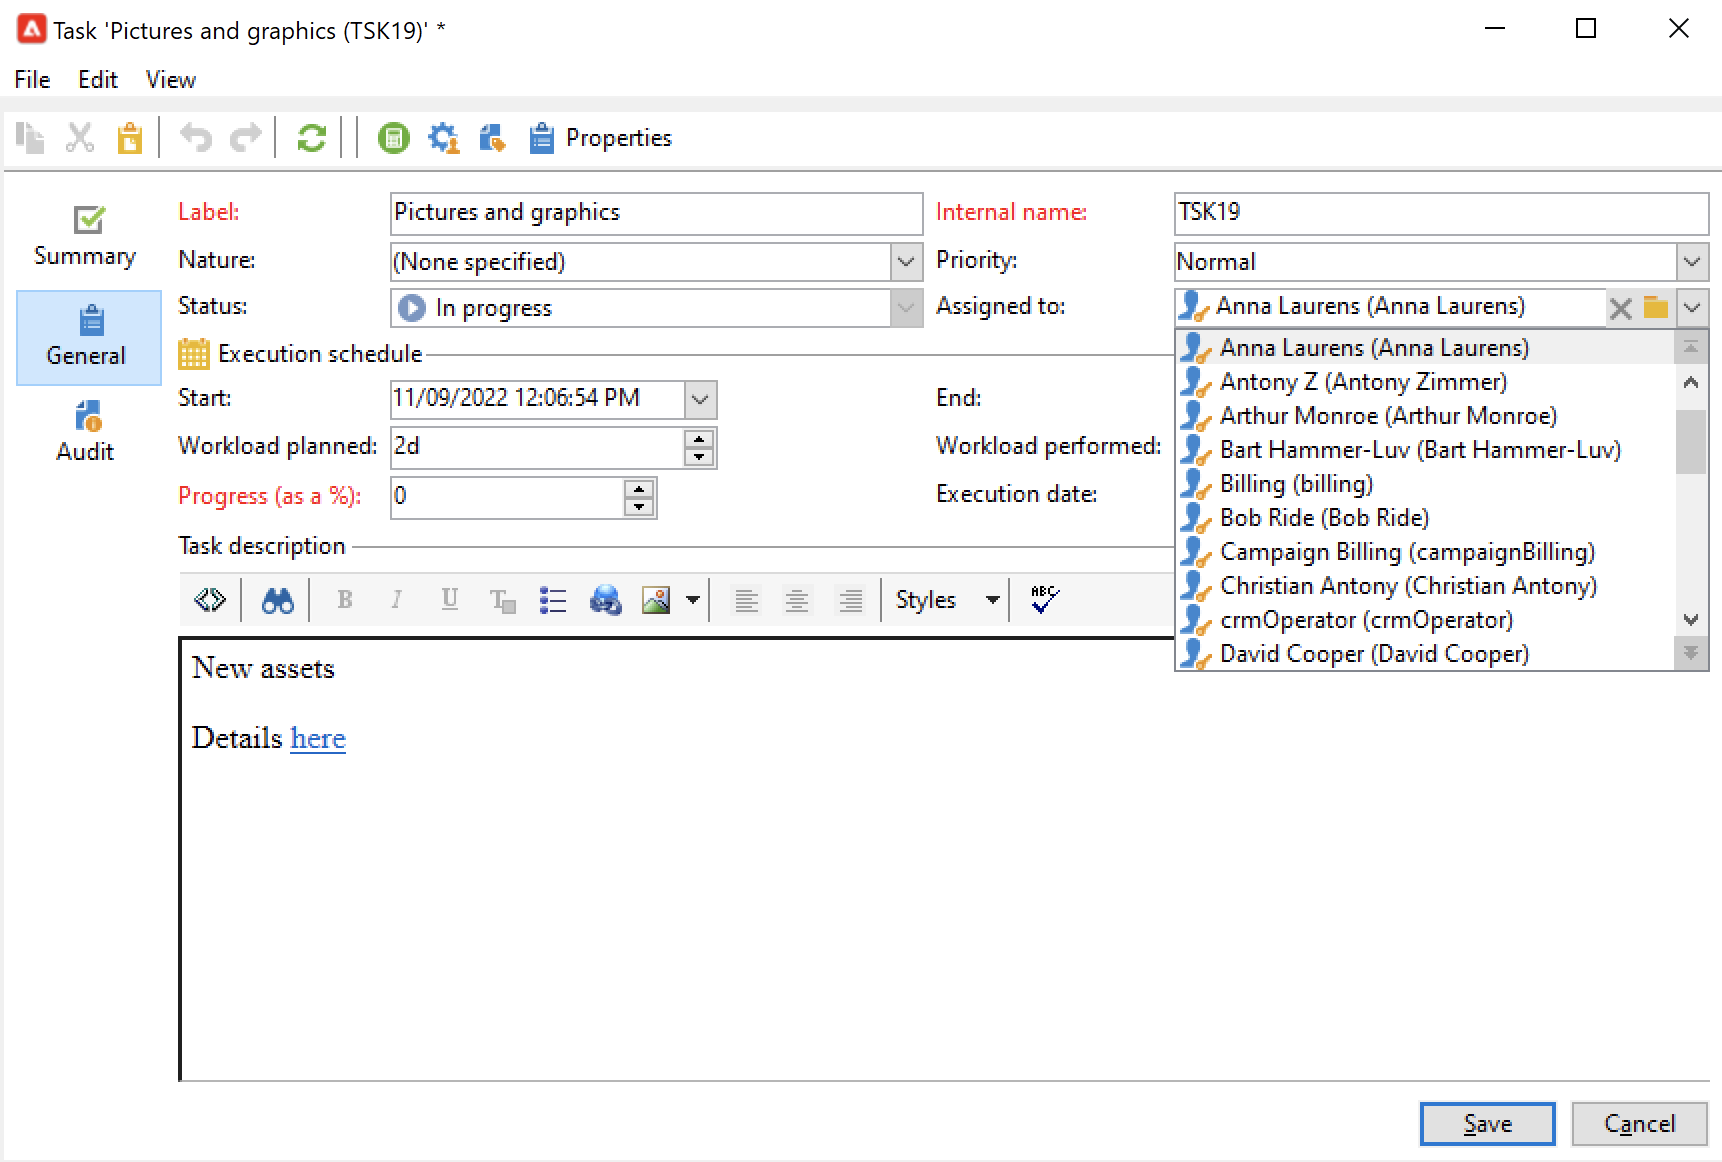 Task 'Pictures and graphics (TSK19)' *
File Edit View
Properties
Summary
General
Audit
Label: Pictures and graphics Internal name: TSK19
Nature: (None specified) Priority: Normal
Status: In progress Assigned to: Anna Laurens (Anna Laurens)
Execution schedule
Start: 11/09/2022 12:06:54 PM End:
Workload planned: 2d Workload performed:
Progress (as a %): 0 Execution date:
Anna Laurens (Anna Laurens)
Antony Z (Antony Zimmer)
Arthur Monroe (Arthur Monroe)
Bart Hammer-Luv (Bart Hammer-Luv)
Billing (billing)
Bob Ride (Bob Ride)
Campaign Billing (campaignBilling)
Christian Antony (Christian Antony)
crmOperator (crmOperator)
David Cooper (David Cooper)
Task description
B I U T Styles ABC
New assets
Details here
Save Cancel